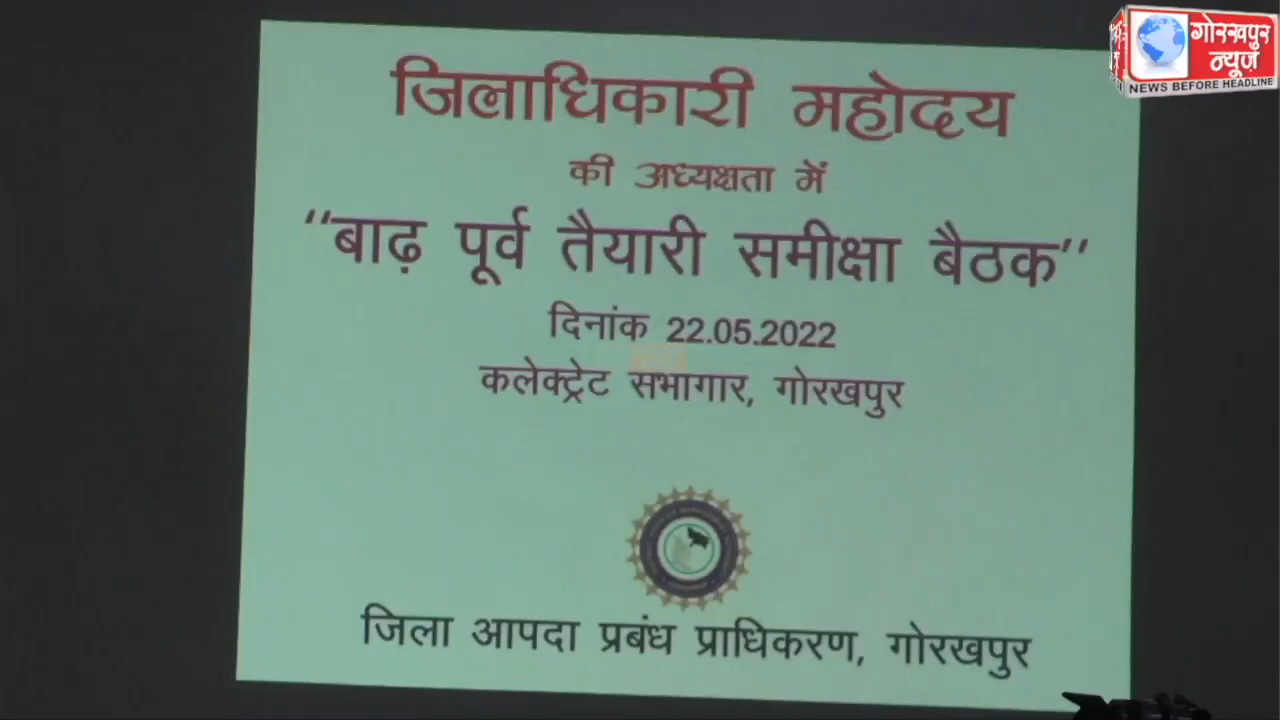 गोरखपुर
न्यूज़
NEWS BEFORE HEADLINE
जिलाधिकारी महोदय
की अध्यक्षता में
“बाढ़ पूर्व तैयारी समीक्षा बैठक”
दिनांक 22.05.2022
कलेक्ट्रेट सभागार, गोरखपुर
जिला आपदा प्रबंध प्राधिकरण, गोरखपुर